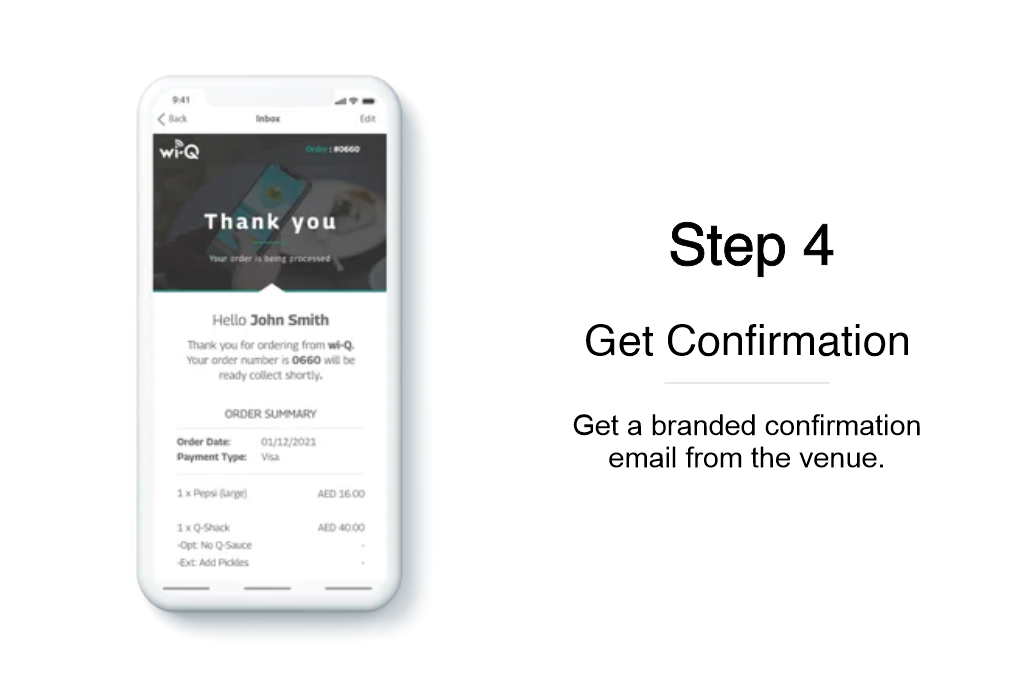 9:41
Back Inbox Edit
wi-Q Order : #0660
Thank you
Your order is being processed
Hello John Smith
Thank you for ordering from wi-Q.
Your order number is 0660 will be
ready collect shortly.
ORDER SUMMARY
Order Date: 01/12/2021
Payment Type: Visa
1 x Pepsi (large) AED 16.00
1 x Q-Shack AED 40.00
-Opt: No Q-Sauce -
-Ext: Add Pickles -
Step 4
Get Confirmation
Get a branded confirmation
email from the venue.